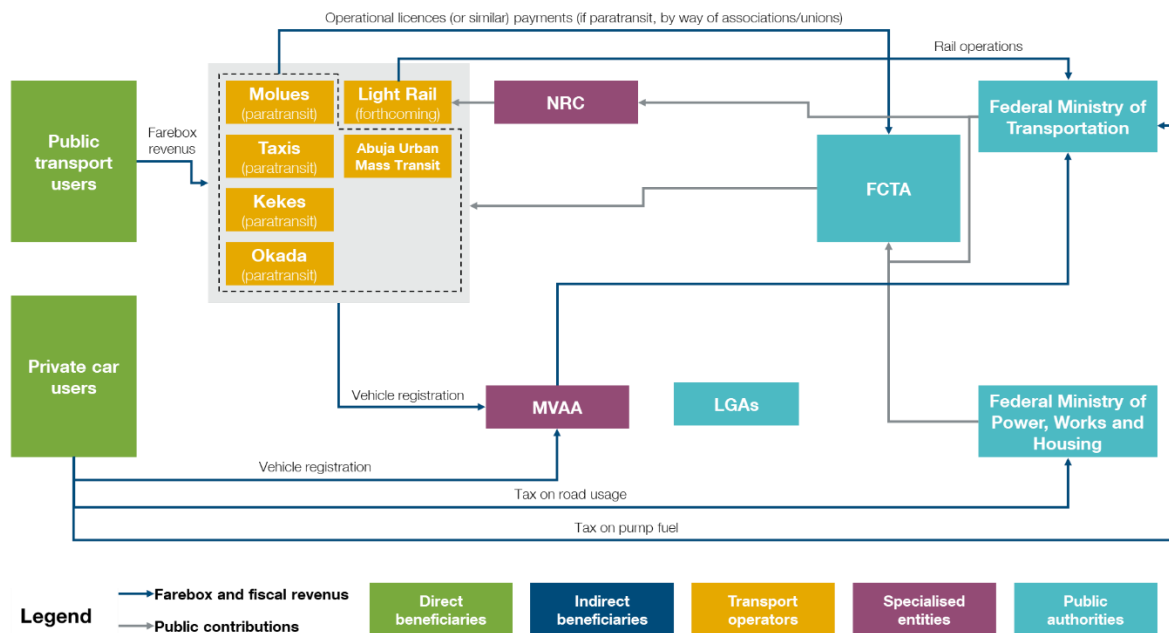 Operational licences (or similar) payments (if paratransit, by way of associations/unions)
Rail operations
Public
transport
users
Farebox
revenus
Molues
(paratransit)
Light Rail
(forthcoming)
NRC
Federal Ministry of
Transportation
Taxis
(paratransit)
Abuja Urban
Mass Transit
FCTA
Kekes
(paratransit)
Okada
(paratransit)
Private car
users
Vehicle registration
MVAA
LGAs
Federal Ministry of
Power, Works and
Housing
Vehicle registration
Tax on road usage
Tax on pump fuel
Legend
Farebox and fiscal revenus
Public contributions
Direct
beneficiaries
Indirect
beneficiaries
Transport
operators
Specialised
entities
Public
authorities